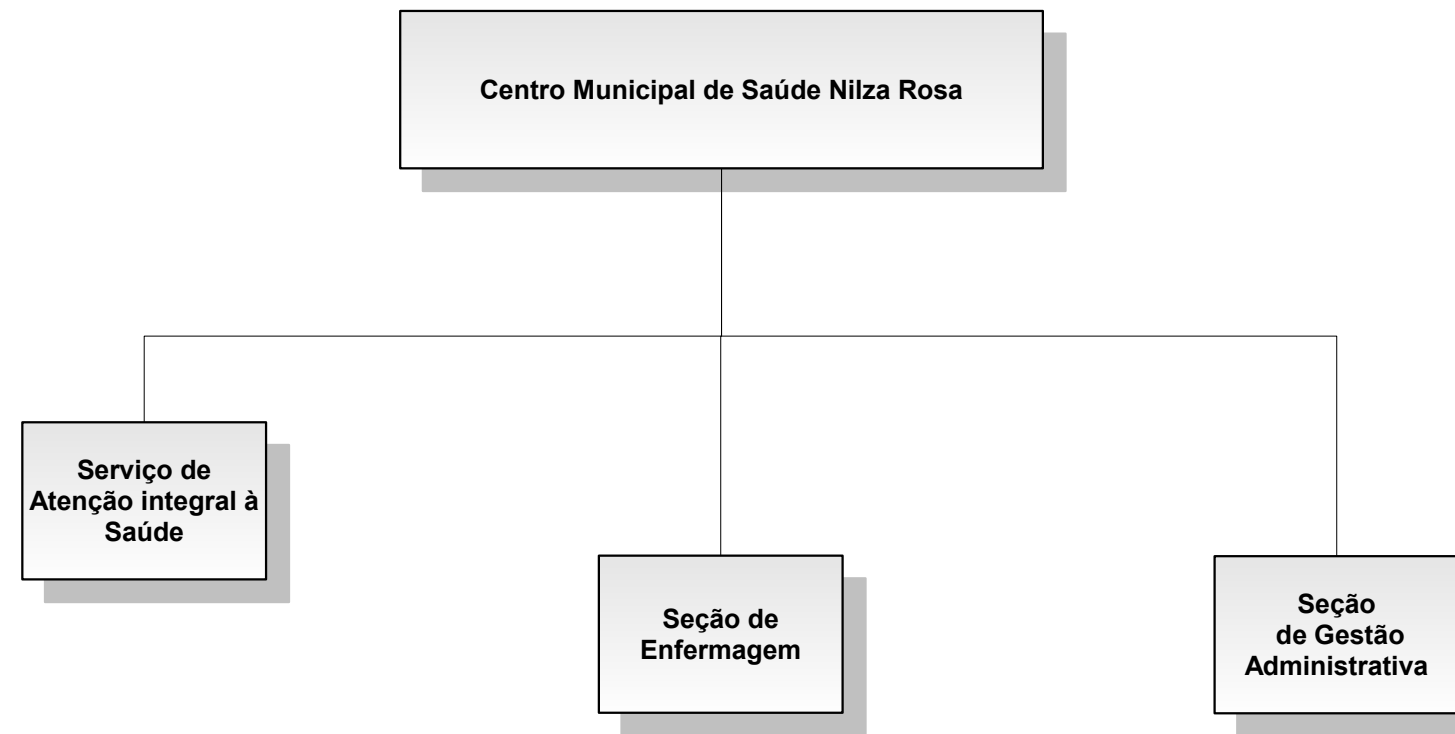 Centro Municipal de Saúde Nilza Rosa
Serviço de
Atenção integral à
Saúde
Seção de
Enfermagem
Seção
de Gestão
Administrativa